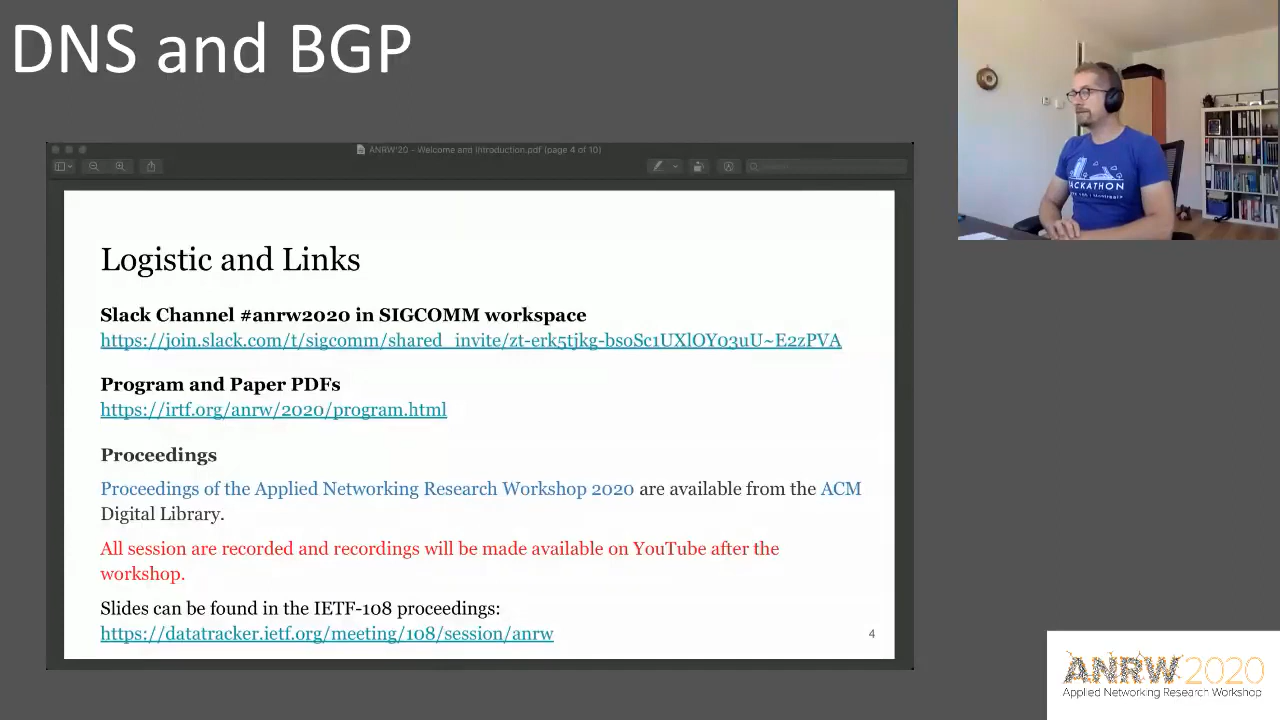 DNS and BGP
ANRW'20 - Welcome and Introduction.pdf (page 4 of 10)
Search
Logistic and Links
Slack Channel #anrw2020 in SIGCOMM workspace
https://join.slack.com/t/sigcomm/shared_invite/zt-erk5tjkg-bsoSc1UXlOY03uU~E2zPVA
Program and Paper PDFs
https://irtf.org/anrw/2020/program.html
Proceedings
Proceedings of the Applied Networking Research Workshop 2020 are available from the ACM
Digital Library.
All session are recorded and recordings will be made available on YouTube after the
workshop.
Slides can be found in the IETF-108 proceedings:
https://datatracker.ietf.org/meeting/108/session/anrw
4
HACKATHON
ANRW2020
Applied Networking Research Workshop